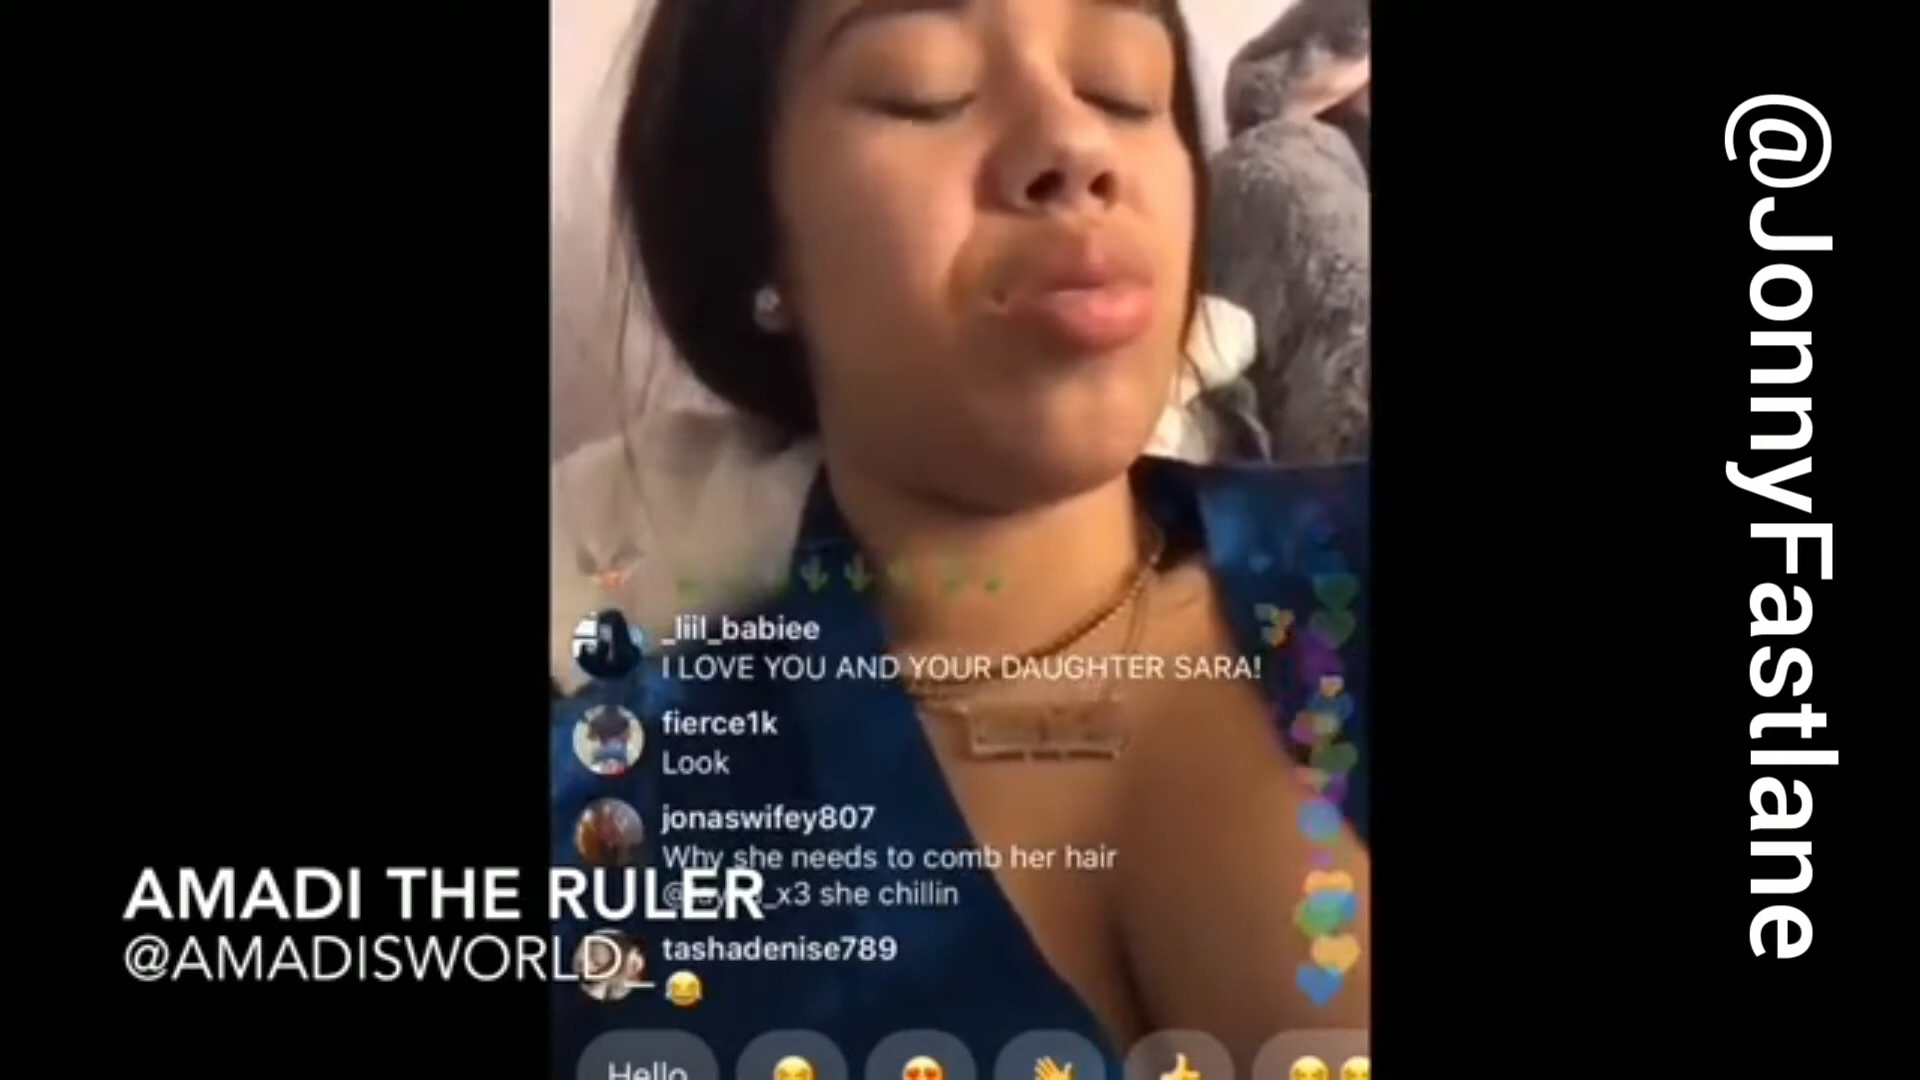 _liil_babiee
I LOVE YOU AND YOUR DAUGHTER SARA!
fierce1k
Look
jonaswifey807
Why she needs to comb her hair
she chillin
tashadenise789
😂
Hello
AMADI THE RULER
@AMADISWORLD_
@JonnyFastlane